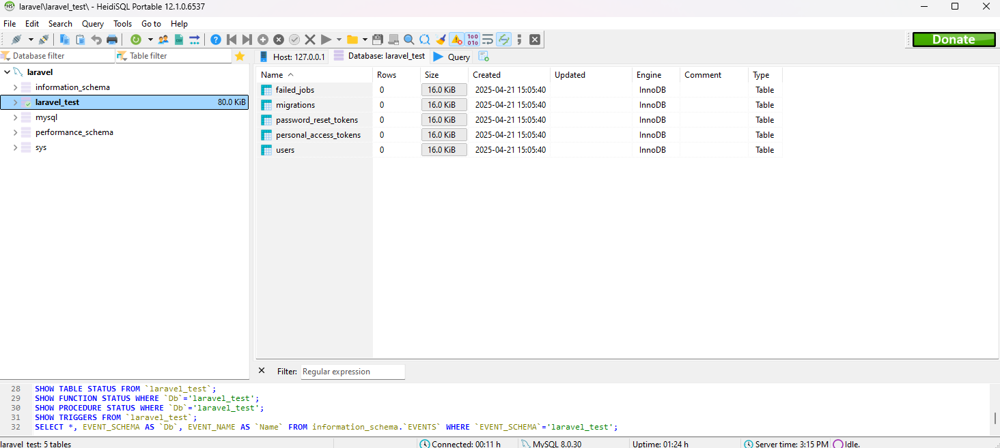 laravel\laravel_test\ - HeidiSQL Portable 12.1.0.6537
File Edit Search Query Tools Go to Help
Donate
Database filter Table filter Host: 127.0.0.1 Database: laravel_test Query
laravel
information_schema
laravel_test 80.0 KiB
mysql
performance_schema
sys
Name Rows Size Created Updated Engine Comment Type
failed_jobs 0 16.0 KiB 2025-04-21 15:05:40 InnoDB Table
migrations 0 16.0 KiB 2025-04-21 15:05:40 InnoDB Table
password_reset_tokens 0 16.0 KiB 2025-04-21 15:05:40 InnoDB Table
personal_access_tokens 0 16.0 KiB 2025-04-21 15:05:40 InnoDB Table
users 0 16.0 KiB 2025-04-21 15:05:40 InnoDB Table
Filter: Regular expression
28 SHOW TABLE STATUS FROM `laravel_test`;
29 SHOW FUNCTION STATUS WHERE `Db`='laravel_test';
30 SHOW PROCEDURE STATUS WHERE `Db`='laravel_test';
31 SHOW TRIGGERS FROM `laravel_test`;
32 SELECT *, EVENT_SCHEMA AS `Db`, EVENT_NAME AS `Name` FROM information_schema.`EVENTS` WHERE `EVENT_SCHEMA`='laravel_test';
laravel_test: 5 tables Connected: 00:11 h MySQL 8.0.30 Uptime: 01:24 h Server time: 3:15 PM Idle.